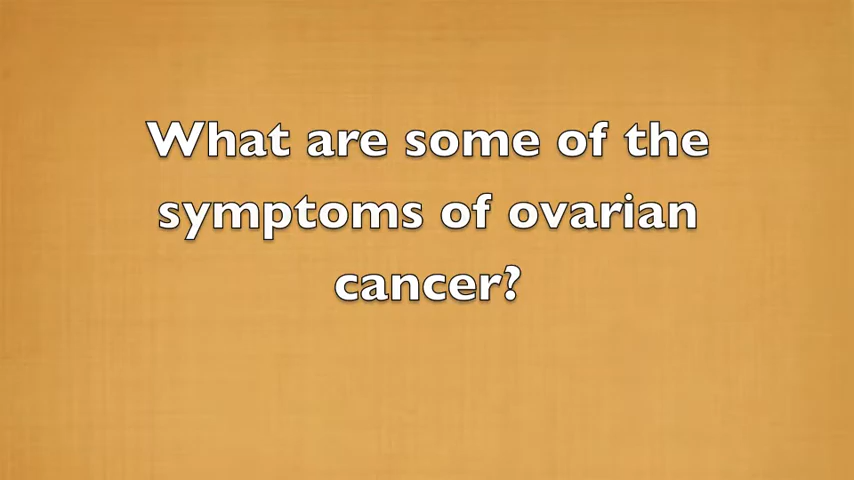 What are some of the
symptoms of ovarian
cancer?